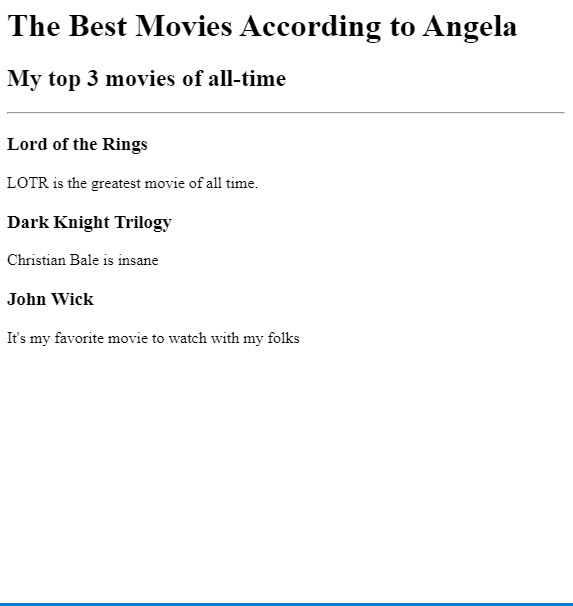 The Best Movies According to Angela
My top 3 movies of all-time
Lord of the Rings
LOTR is the greatest movie of all time.
Dark Knight Trilogy
Christian Bale is insane
John Wick
It's my favorite movie to watch with my folks